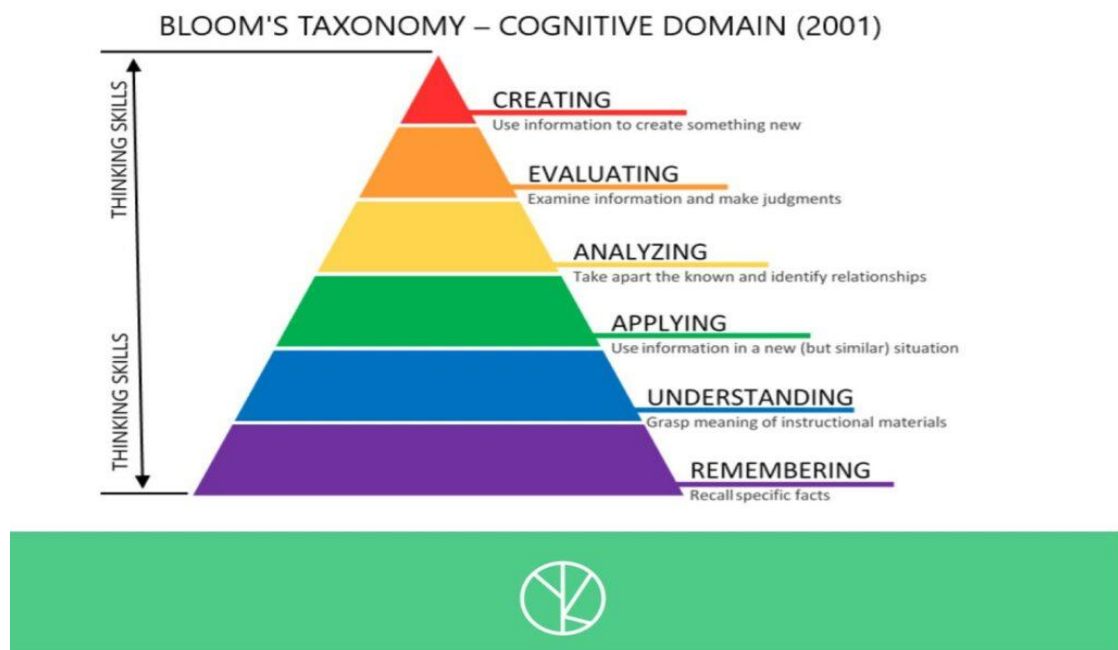 BLOOM'S TAXONOMY – COGNITIVE DOMAIN (2001)
THINKING SKILLS
CREATING
Use information to create something new
EVALUATING
Examine information and make judgments
ANALYZING
Take apart the known and identify relationships
APPLYING
Use information in a new (but similar) situation
THINKING SKILLS
UNDERSTANDING
Grasp meaning of instructional materials
REMEMBERING
Recall specific facts